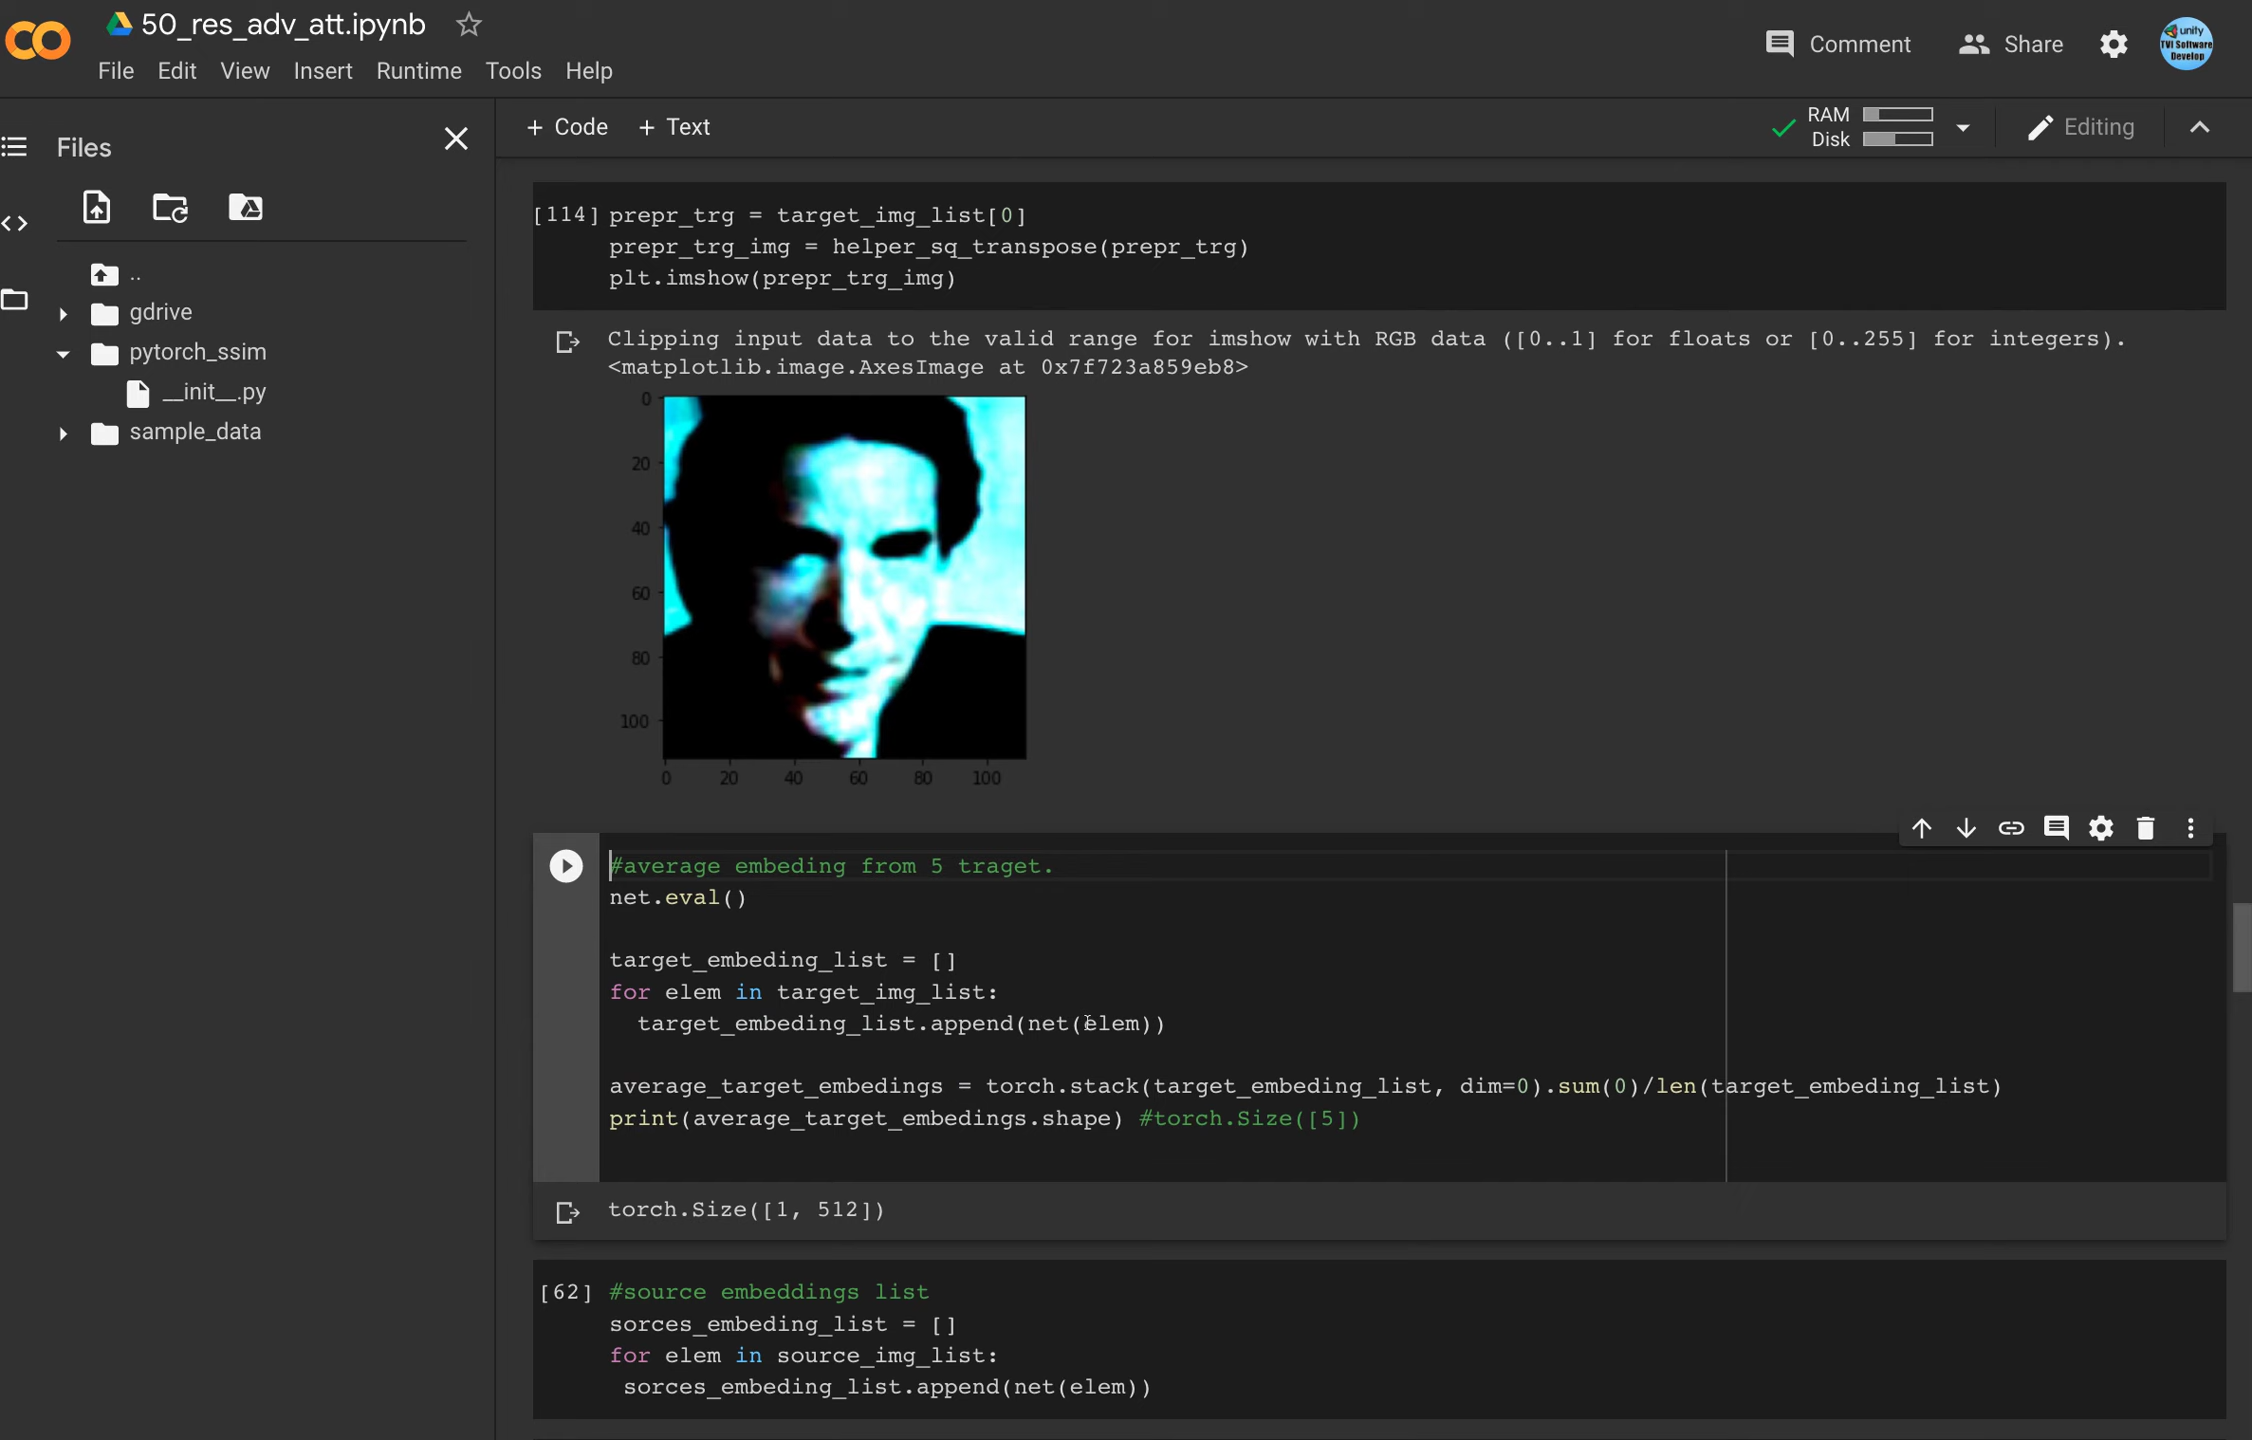 50_res_adv_att.ipynb
Comment
Share
unity
TVI Software
Develop
File Edit View Insert Runtime Tools Help
Files
+ Code + Text
RAM
Disk
Editing
..
gdrive
pytorch_ssim
__init__.py
sample_data
[114] prepr_trg = target_img_list[0]
prepr_trg_img = helper_sq_transpose(prepr_trg)
plt.imshow(prepr_trg_img)
Clipping input data to the valid range for imshow with RGB data ([0..1] for floats or [0..255] for integers).
<matplotlib.image.AxesImage at 0x7f723a859eb8>
0
20
40
60
80
100
0 20 40 60 80 100
#average embeding from 5 traget.
net.eval()
target_embeding_list = []
for elem in target_img_list:
target_embeding_list.append(net(elem))
average_target_embedings = torch.stack(target_embeding_list, dim=0).sum(0)/len(target_embeding_list)
print(average_target_embedings.shape) #torch.Size([5])
torch.Size([1, 512])
[62] #source embeddings list
sorces_embeding_list = []
for elem in source_img_list:
sorces_embeding_list.append(net(elem))